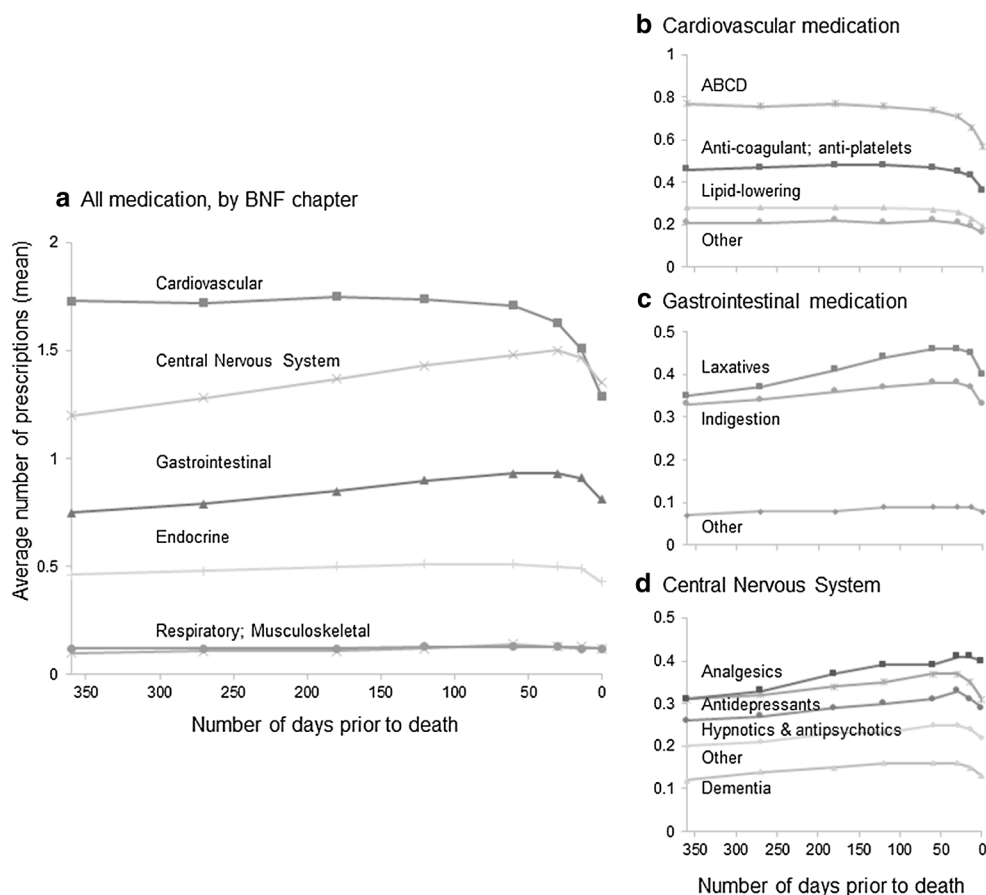 a All medication, by BNF chapter
Average number of prescriptions (mean)
2
1.5
1
0.5
0
Cardiovascular
Central Nervous System
Gastrointestinal
Endocrine
Respiratory; Musculoskeletal
350 300 250 200 150 100 50 0
Number of days prior to death
b Cardiovascular medication
1
0.8
0.6
0.4
0.2
0
ABCD
Anti-coagulant; anti-platelets
Lipid-lowering
Other
c Gastrointestinal medication
0.5
0.4
0.3
0.2
0.1
0
Laxatives
Indigestion
Other
d Central Nervous System
0.5
0.4
0.3
0.2
0.1
0
Analgesics
Antidepressants
Hypnotics & antipsychotics
Other
Dementia
350 300 250 200 150 100 50 0
Number of days prior to death